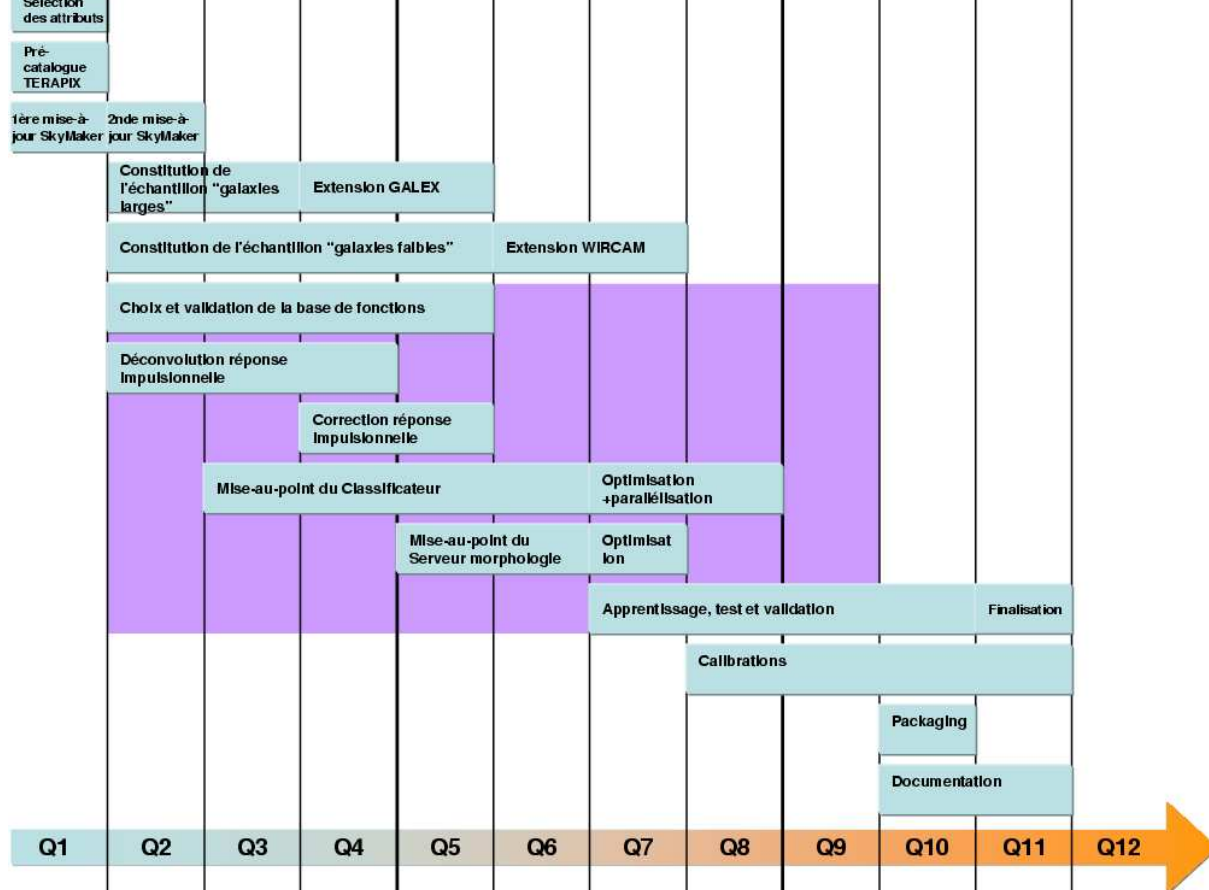 Sélection
des attributs
Pré-
catalogue
TERAPIX
1ère mise-à-
jour SkyMaker
2nde mise-à-
jour SkyMaker
Constitution de
l'échantillon "galaxies
larges"
Extension GALEX
Constitution de l'échantillon "galaxies faibles"
Extension WIRCAM
Choix et validation de la base de fonctions
Déconvolution réponse
Impulsionnelle
Correction réponse
Impulsionnelle
Mise-au-point du Classificateur
Optimisation
+parallélisation
Mise-au-point du
Serveur morphologie
Optimisat
ion
Apprentissage, test et validation
Finalisation
Calibrations
Packaging
Documentation
Q1 Q2 Q3 Q4 Q5 Q6 Q7 Q8 Q9 Q10 Q11 Q12